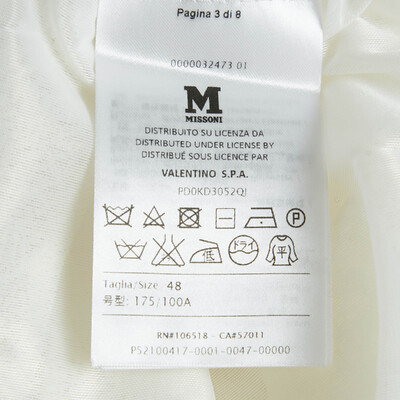 Pagina 3 di 8
0000032473 01
M
MISSONI
DISTRIBUITO SU LICENZA DA
DISTRIBUTED UNDER LICENSE BY
DISTRIBUÉ SOUS LICENCE PAR
VALENTINO S.P.A.
PD0KD3052QJ
P
低 ドライ 平
Taglia/Size 48
号型: 175/100A
RN#106518 - CA#57011
P52100417-0001-0047-00000